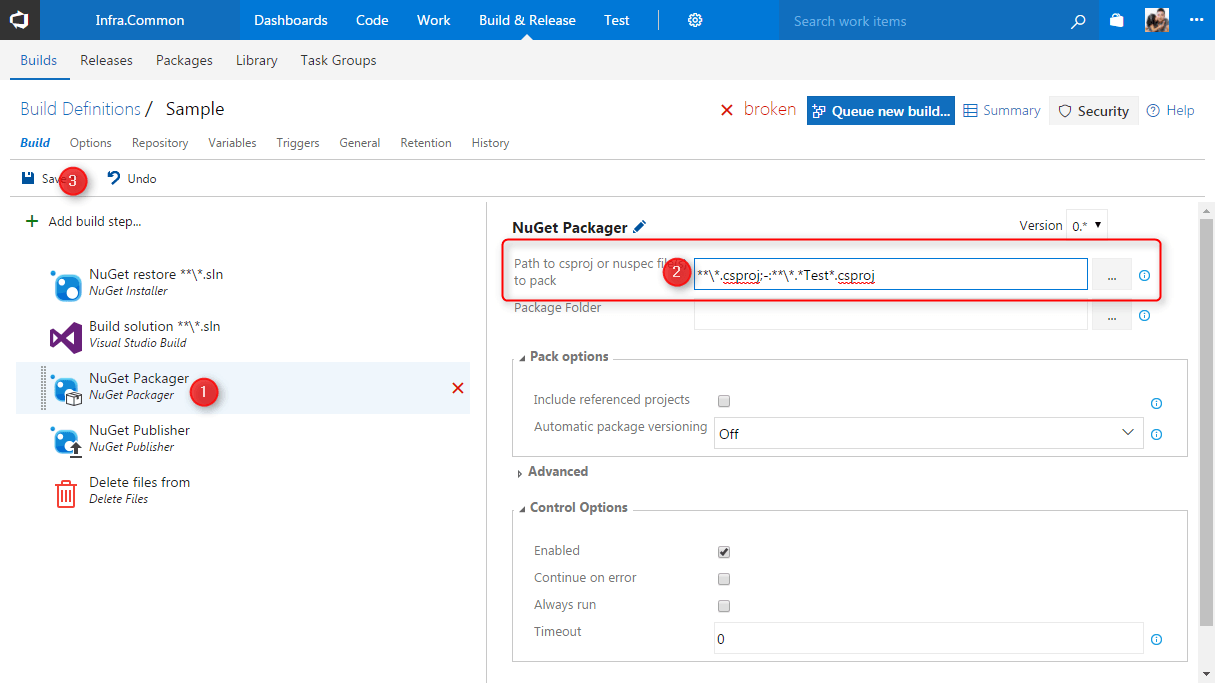 Infra.Common Dashboards Code Work Build & Release Test Search work items ...
Builds Releases Packages Library Task Groups
Build Definitions / Sample broken Queue new build... Summary Security Help
Build Options Repository Variables Triggers General Retention History
Save 3 Undo
Add build step...
NuGet restore **\*.sln
NuGet Installer
Build solution **\*.sln
Visual Studio Build
NuGet Packager
NuGet Packager
1
NuGet Publisher
NuGet Publisher
Delete files from
Delete Files
NuGet Packager Version 0.*
Path to csproj or nuspec file(s)
to pack
2
**\*.csproj;-:**\*.*Test*.csproj ...
Package Folder ...
Pack options
Include referenced projects
Automatic package versioning Off
Advanced
Control Options
Enabled
Continue on error
Always run
Timeout 0